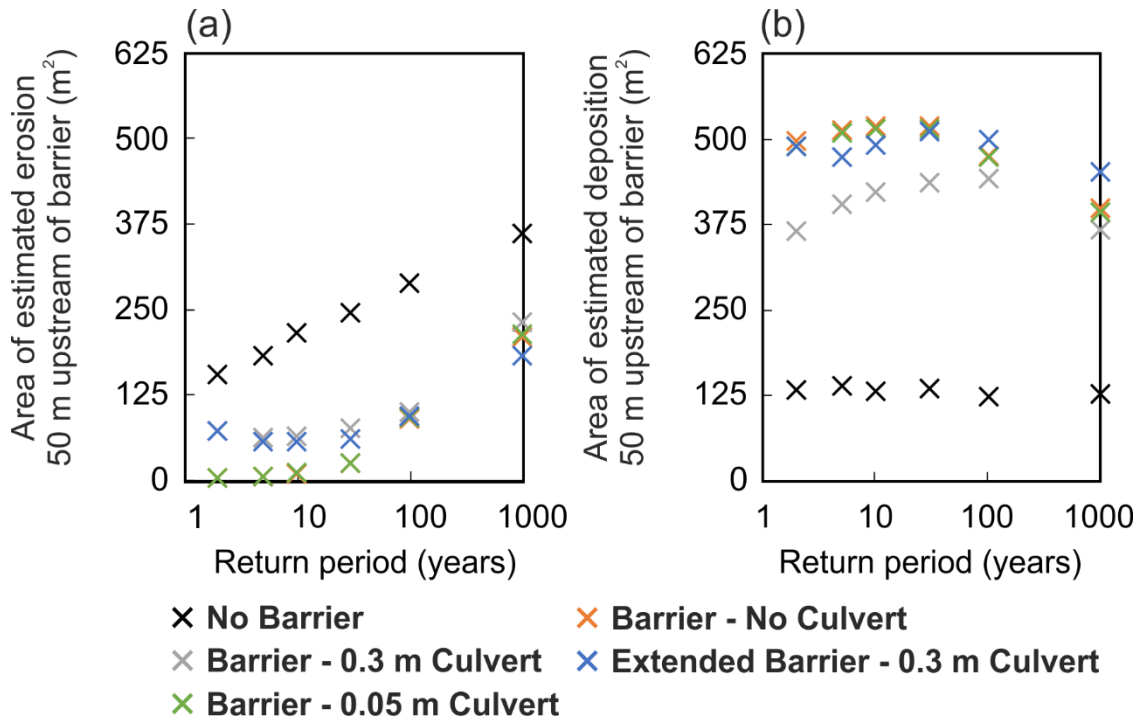 (a)
Area of estimated erosion
50 m upstream of barrier (m²)
625
500
375
250
125
0
1 10 100 1000
Return period (years)
(b)
Area of estimated deposition
50 m upstream of barrier (m²)
625
500
375
250
125
0
1 10 100 1000
Return period (years)
No Barrier
Barrier - No Culvert
Barrier - 0.3 m Culvert
Extended Barrier - 0.3 m Culvert
Barrier - 0.05 m Culvert